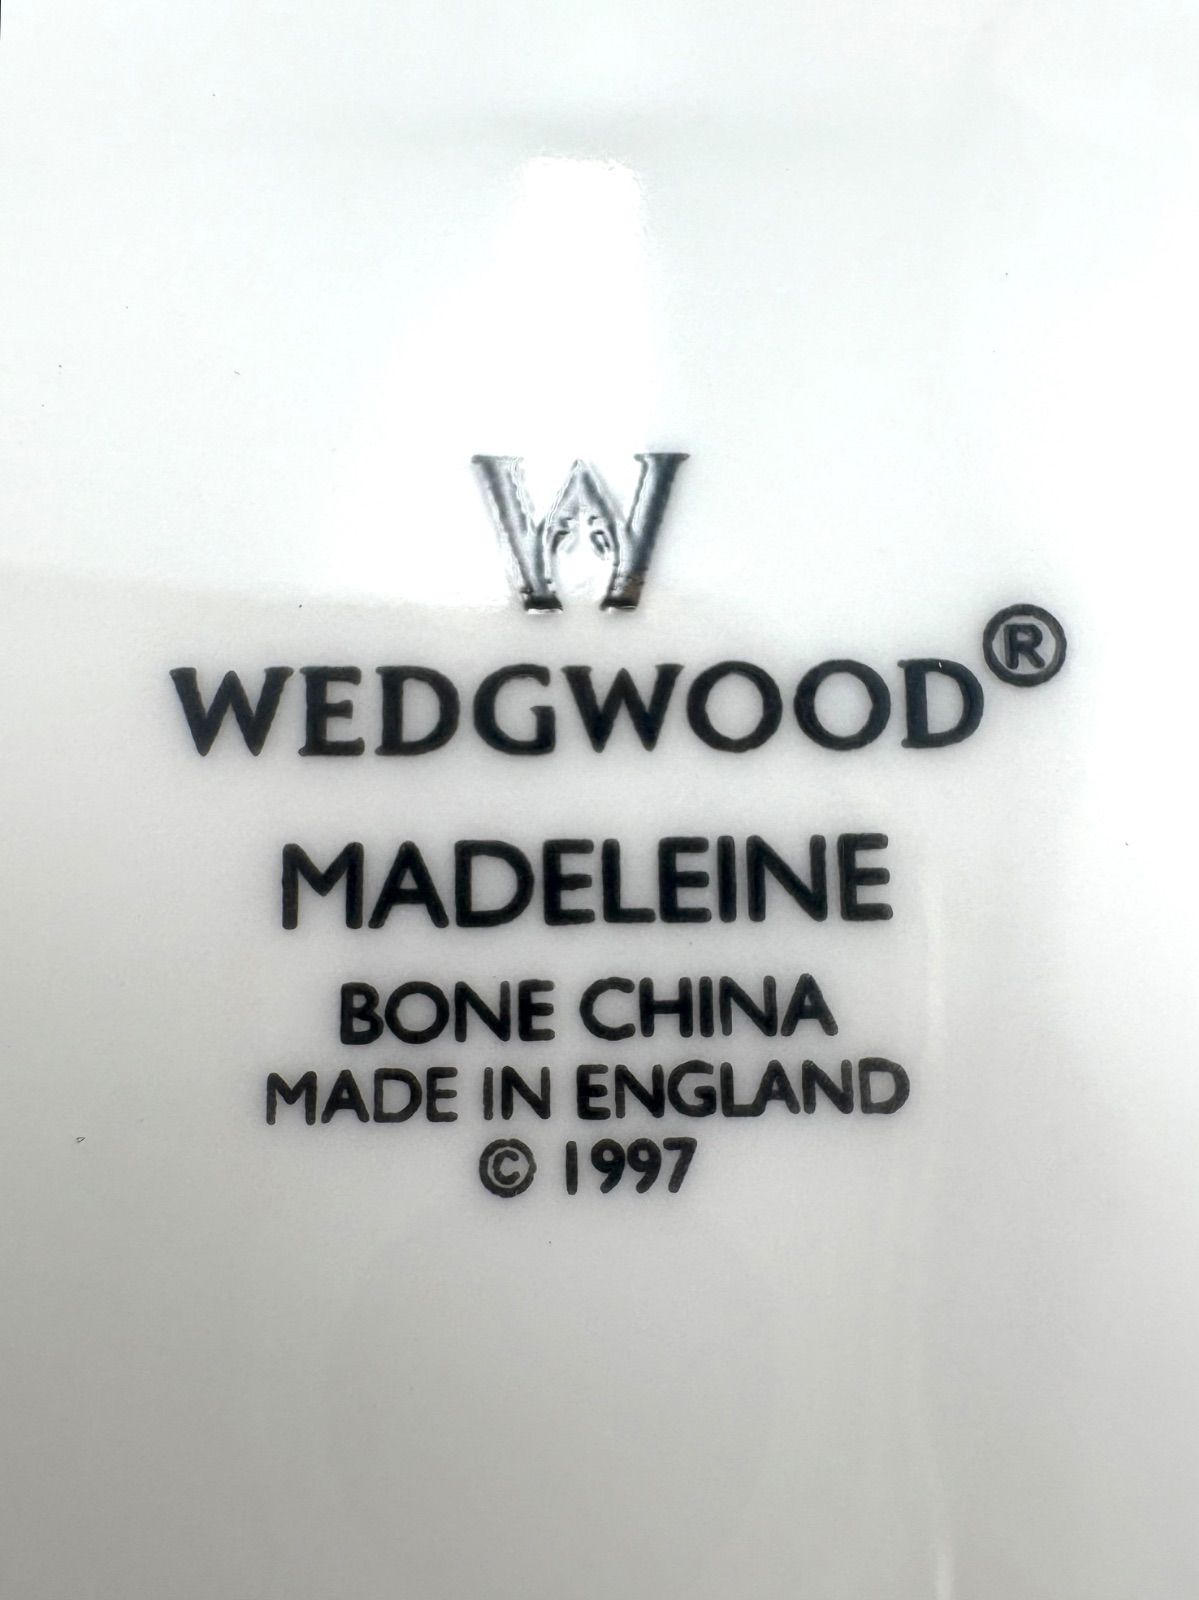 W
WEDGWOOD®
MADELEINE
BONE CHINA
MADE IN ENGLAND
© 1997